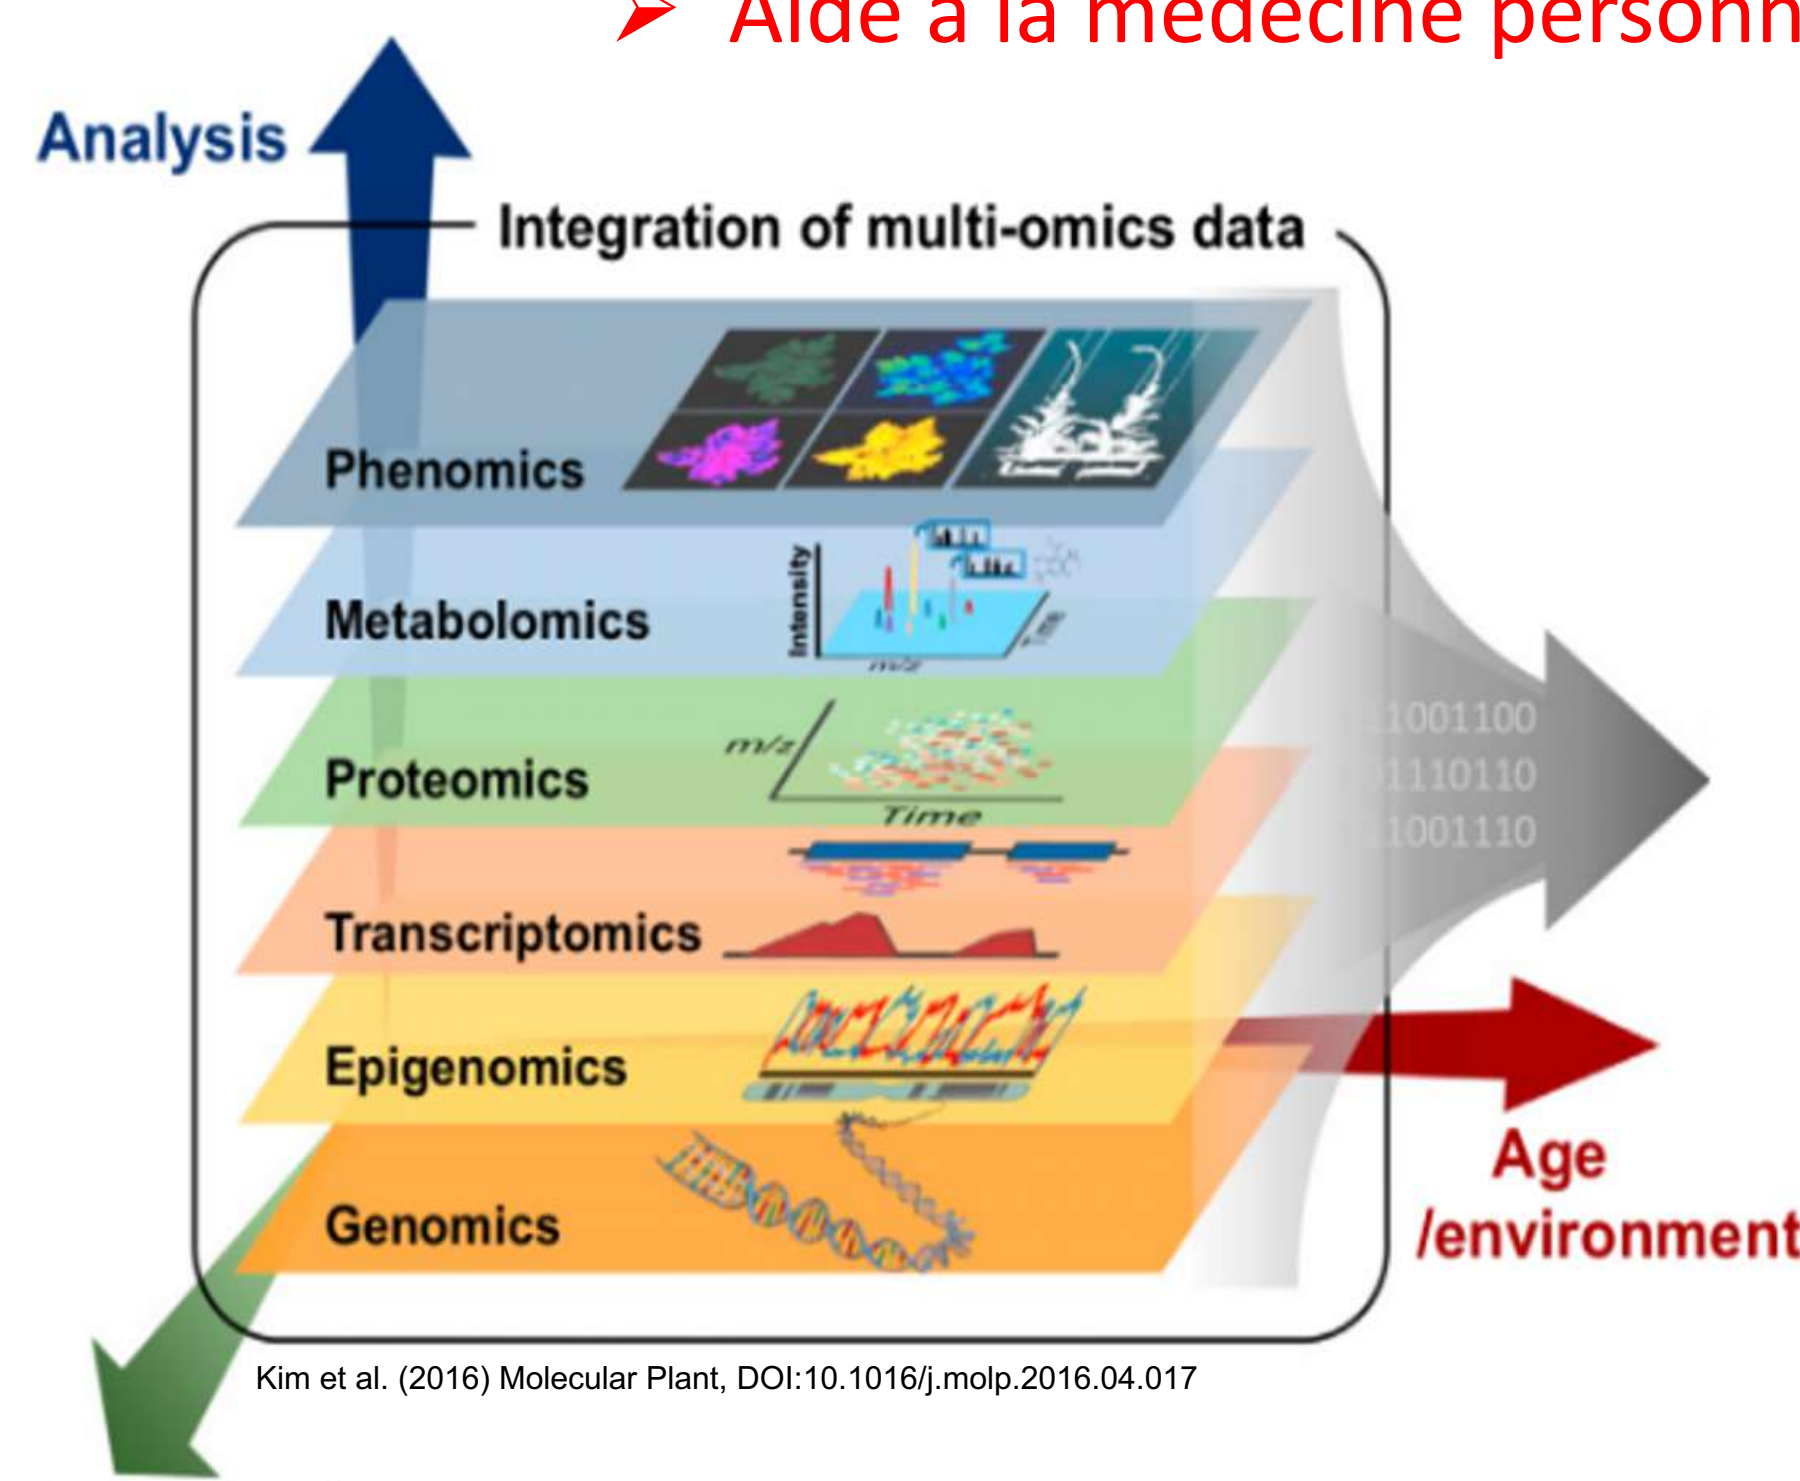 ➢ Aide à la médecine personn
Analysis
Integration of multi-omics data
Phenomics
Intensity
Time
m/z
Metabolomics
m/z
Time
Proteomics
1001100
1110110
1001110
Transcriptomics
Epigenomics
Age
/environment
Genomics
Kim et al. (2016) Molecular Plant, DOI:10.1016/j.molp.2016.04.017